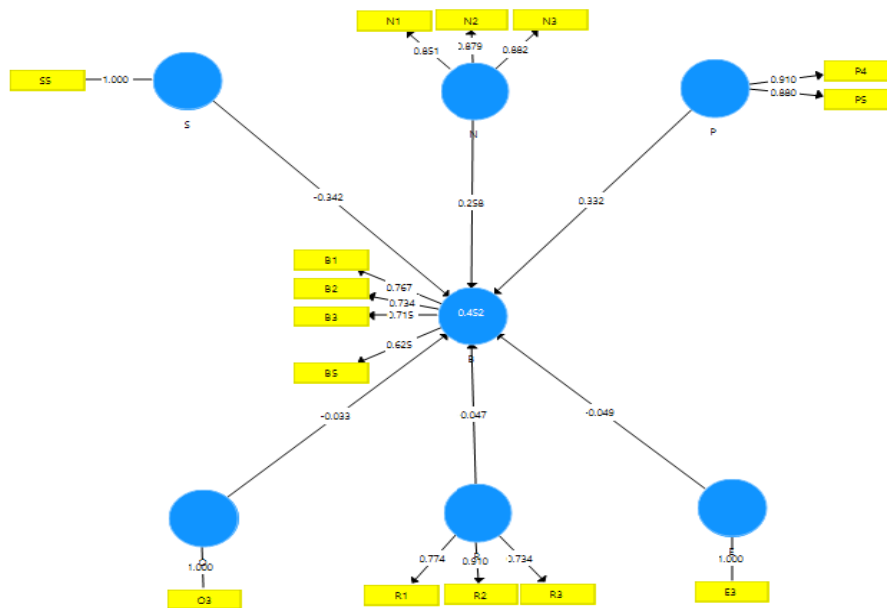 N1
N2
N3
0.851
0.879
0.882
S5
1.000
S
N
0.910
0.880
P4
P5
P
-0.342
0.258
0.332
B1
B2
B3
B5
0.767
0.734
0.715
0.625
0.452
B
-0.033
0.047
-0.049
1.000
O3
0.774
0.910
0.734
R1
R2
R3
E
1.000
E3